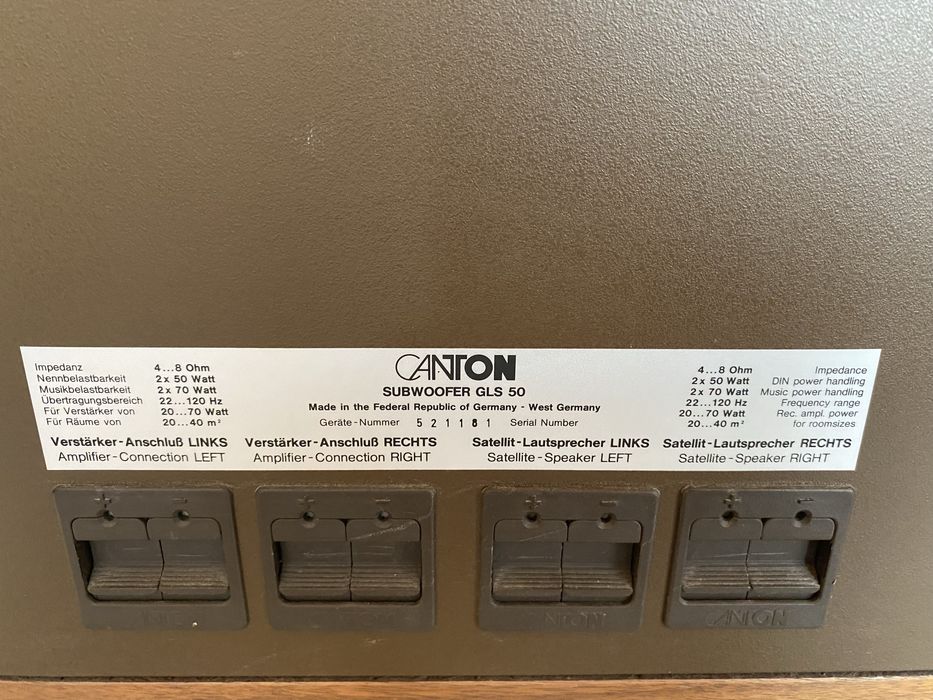 CANTON
SUBWOOFER GLS 50
Made in the Federal Republic of Germany - West Germany
Geräte-Nummer 521181 Serial Number
Impedanz 4...8 Ohm
Nennbelastbarkeit 2x 50 Watt
Musikbelastbarkeit 2x 70 Watt
Übertragungsbereich 22...120 Hz
Für Verstärker von 20...70 Watt
Für Räume von 20...40 m²
4...8 Ohm Impedance
2x 50 Watt DIN power handling
2x 70 Watt Music power handling
22...120 Hz Frequency range
20...70 Watt Rec. ampl. power
20...40 m² for roomsizes
Verstärker-Anschluß LINKS
Amplifier-Connection LEFT
Verstärker-Anschluß RECHTS
Amplifier-Connection RIGHT
Satellit-Lautsprecher LINKS
Satellite-Speaker LEFT
Satellit-Lautsprecher RECHTS
Satellite-Speaker RIGHT
+ -
+ -
+ -
+ -
CANTON
CANTON